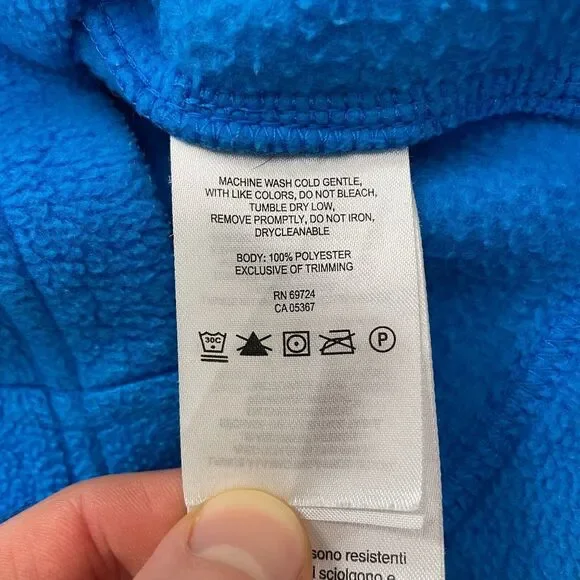 MACHINE WASH COLD GENTLE,
WITH LIKE COLORS, DO NOT BLEACH,
TUMBLE DRY LOW,
REMOVE PROMPTLY, DO NOT IRON,
DRYCLEANABLE
BODY: 100% POLYESTER
EXCLUSIVE OF TRIMMING
RN 69724
CA 05367
30C P
sono resistenti
sciolgono e